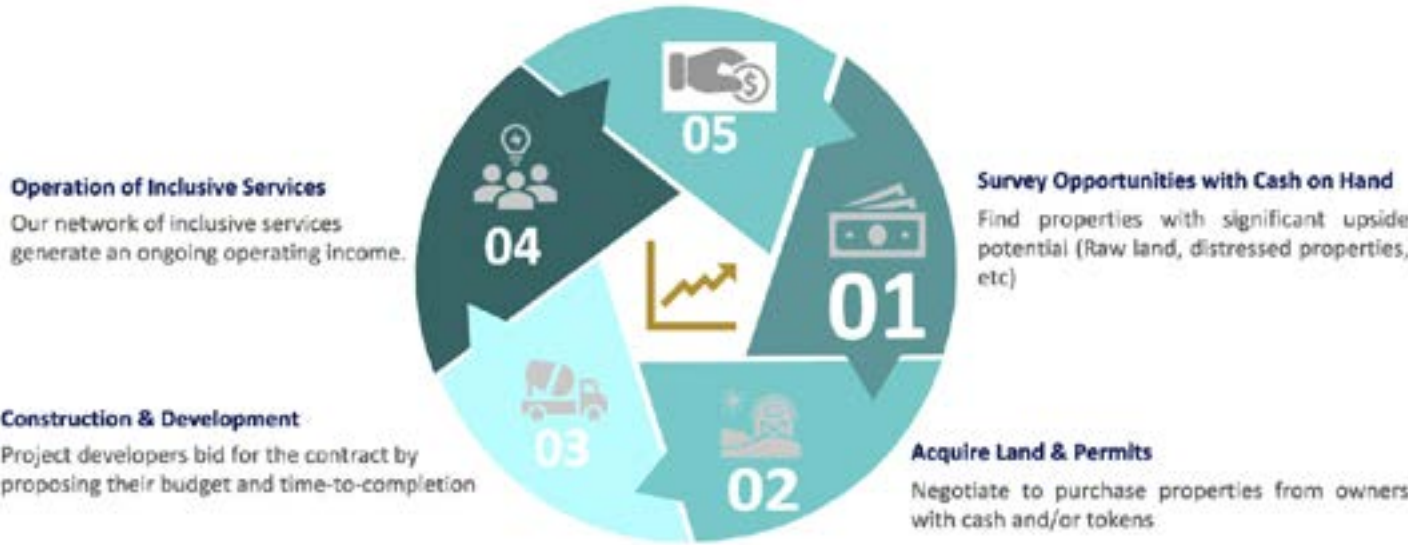 05
01
Survey Opportunities with Cash on Hand
Find properties with significant upside
potential (Raw land, distressed properties,
etc)
02
Acquire Land & Permits
Negotiate to purchase properties from owners
with cash and/or tokens
03
Construction & Development
Project developers bid for the contract by
proposing their budget and time-to-completion
04
Operation of Inclusive Services
Our network of inclusive services
generate an ongoing operating income.
$